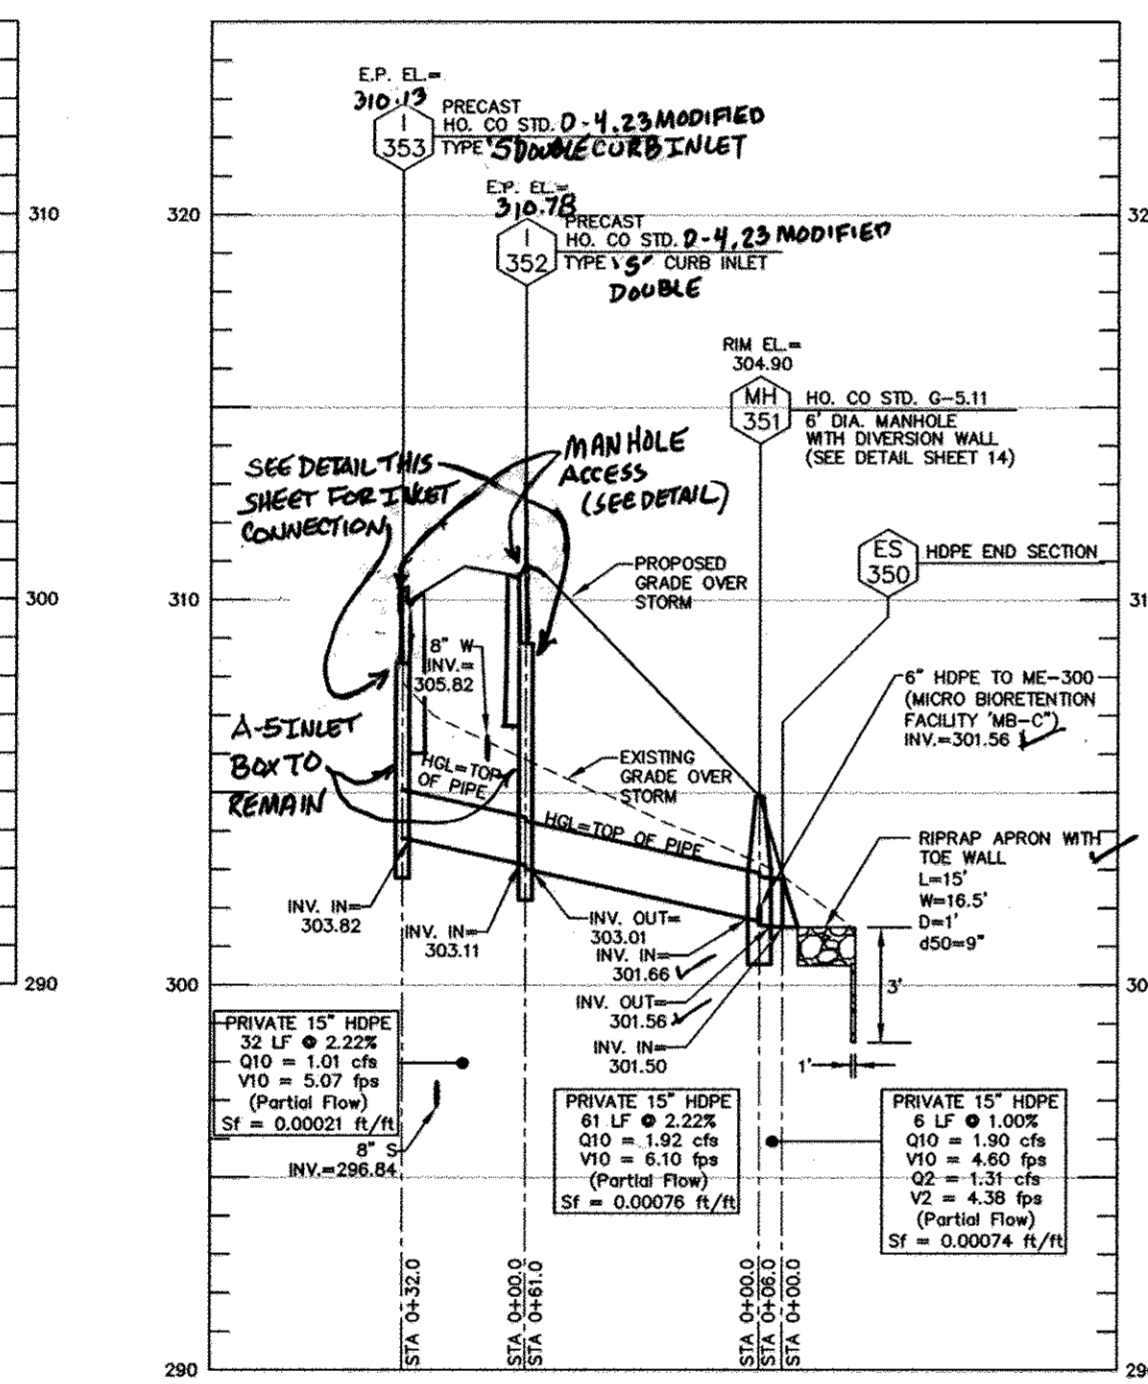 E.P. EL.=
310.13
I
353
PRECAST
HO. CO STD. D-4.23 MODIFIED
TYPE 'S' DOUBLE CURB INLET
E.P. EL.=
310.78
I
352
PRECAST
HO. CO STD. D-4.23 MODIFIED
TYPE 'S' CURB INLET
DOUBLE
310
320
32
RIM EL.=
304.90
MH
351
HO. CO STD. G-5.11
6' DIA. MANHOLE
WITH DIVERSION WALL
(SEE DETAIL SHEET 14)
SEE DETAIL THIS
SHEET FOR INLET
CONNECTION
MANHOLE
ACCESS
(SEE DETAIL)
ES
350
HDPE END SECTION
300
310
31
PROPOSED
GRADE OVER
STORM
8" W
INV.=
305.82
6" HDPE TO ME-300
(MICRO BIORETENTION
FACILITY 'MB-C")
INV.=301.56
A-5 INLET
BOX TO
REMAIN
HGL=TOP
OF PIPE
EXISTING
GRADE OVER
STORM
HGL=TOP OF PIPE
RIPRAP APRON WITH
TOE WALL
L=15'
W=16.5'
D=1'
d50=9"
INV. IN=
303.82
INV. IN=
303.11
INV. OUT=
303.01
INV. IN=
301.66
INV. OUT=
301.56
INV. IN=
301.50
290
300
30
3'
1'
PRIVATE 15" HDPE
32 LF @ 2.22%
Q10 = 1.01 cfs
V10 = 5.07 fps
(Partial Flow)
Sf = 0.00021 ft/ft
8" S
INV.=296.84
PRIVATE 15" HDPE
61 LF @ 2.22%
Q10 = 1.92 cfs
V10 = 6.10 fps
(Partial Flow)
Sf = 0.00076 ft/ft
PRIVATE 15" HDPE
6 LF @ 1.00%
Q10 = 1.90 cfs
V10 = 4.60 fps
Q2 = 1.31 cfs
V2 = 4.38 fps
(Partial Flow)
Sf = 0.00074 ft/ft
STA 0+32.0
STA 0+00.0
STA 0+61.0
STA 0+00.0
STA 0+06.0
STA 0+00.0
290
29